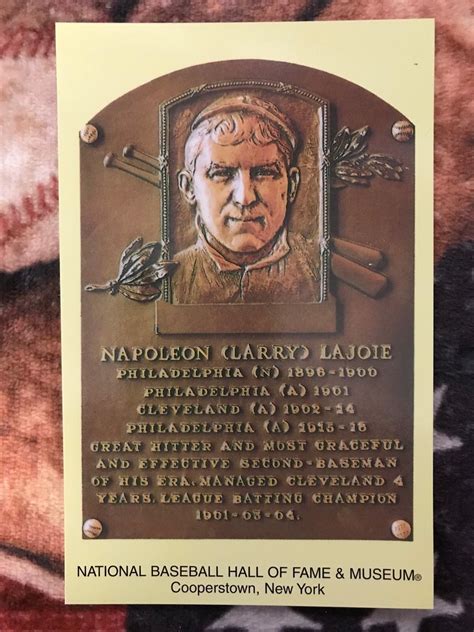 NAPOLEON (LARRY) LAJOIE
PHILADELPHIA (N) 1896-1900
PHILADELPHIA (A) 1901
CLEVELAND (A) 1902-14
PHILADELPHIA (A) 1915-16
GREAT HITTER AND MOST GRACEFUL
AND EFFECTIVE SECOND-BASEMAN
OF HIS ERA. MANAGED CLEVELAND 4
YEARS. LEAGUE BATTING CHAMPION
1901-03-04.
NATIONAL BASEBALL HALL OF FAME & MUSEUM®
Cooperstown, New York